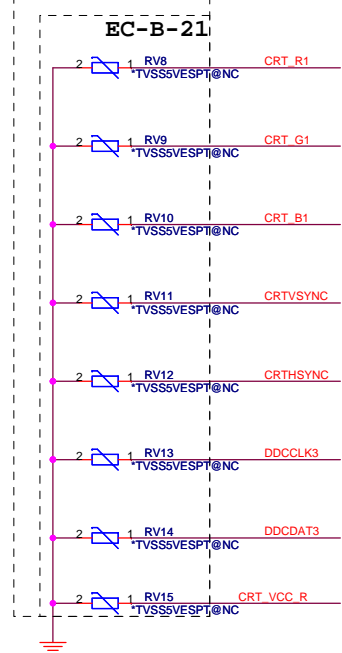 EC-B-21
2 1 RV8 CRT_R1
*TVSS5VESPT@NC
2 1 RV9 CRT_G1
*TVSS5VESPT@NC
2 1 RV10 CRT_B1
*TVSS5VESPT@NC
2 1 RV11 CRTVSYNC
*TVSS5VESPT@NC
2 1 RV12 CRTHSYNC
*TVSS5VESPT@NC
2 1 RV13 DDCCLK3
*TVSS5VESPT@NC
2 1 RV14 DDCDAT3
*TVSS5VESPT@NC
2 1 RV15 CRT_VCC_R
*TVSS5VESPT@NC